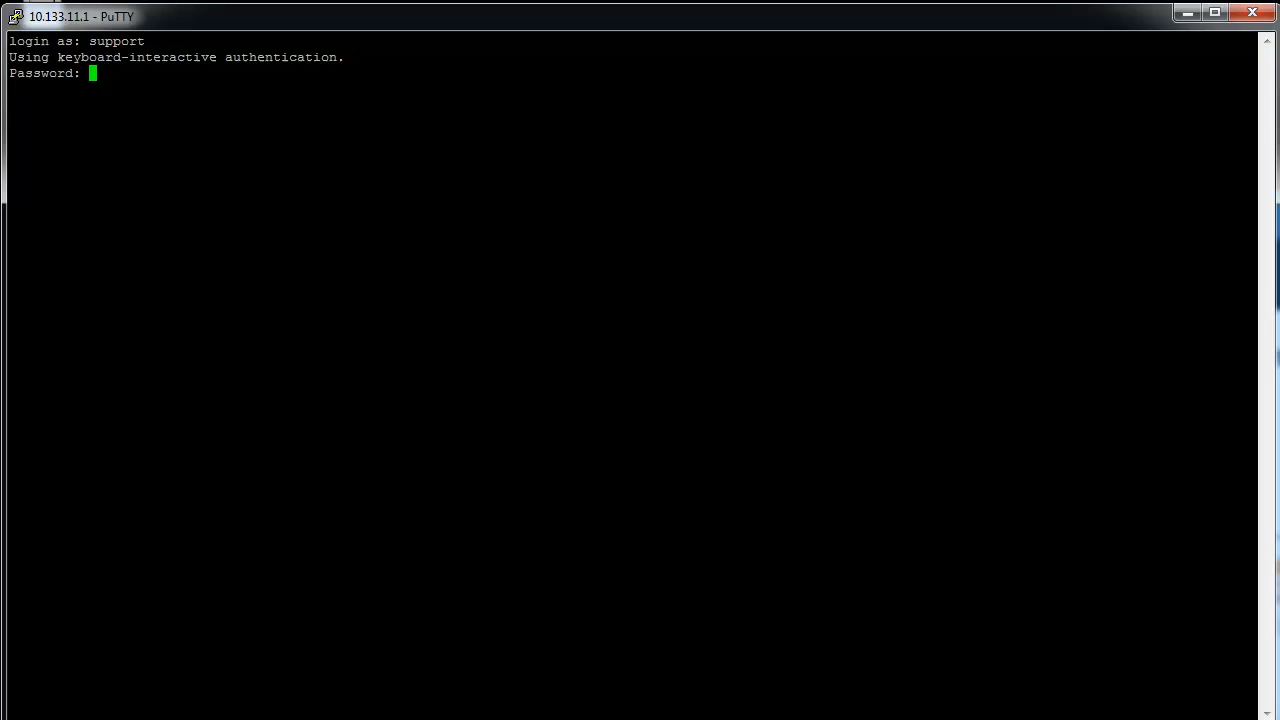 10.133.11.1 - PuTTY
login as: support
Using keyboard-interactive authentication.
Password: